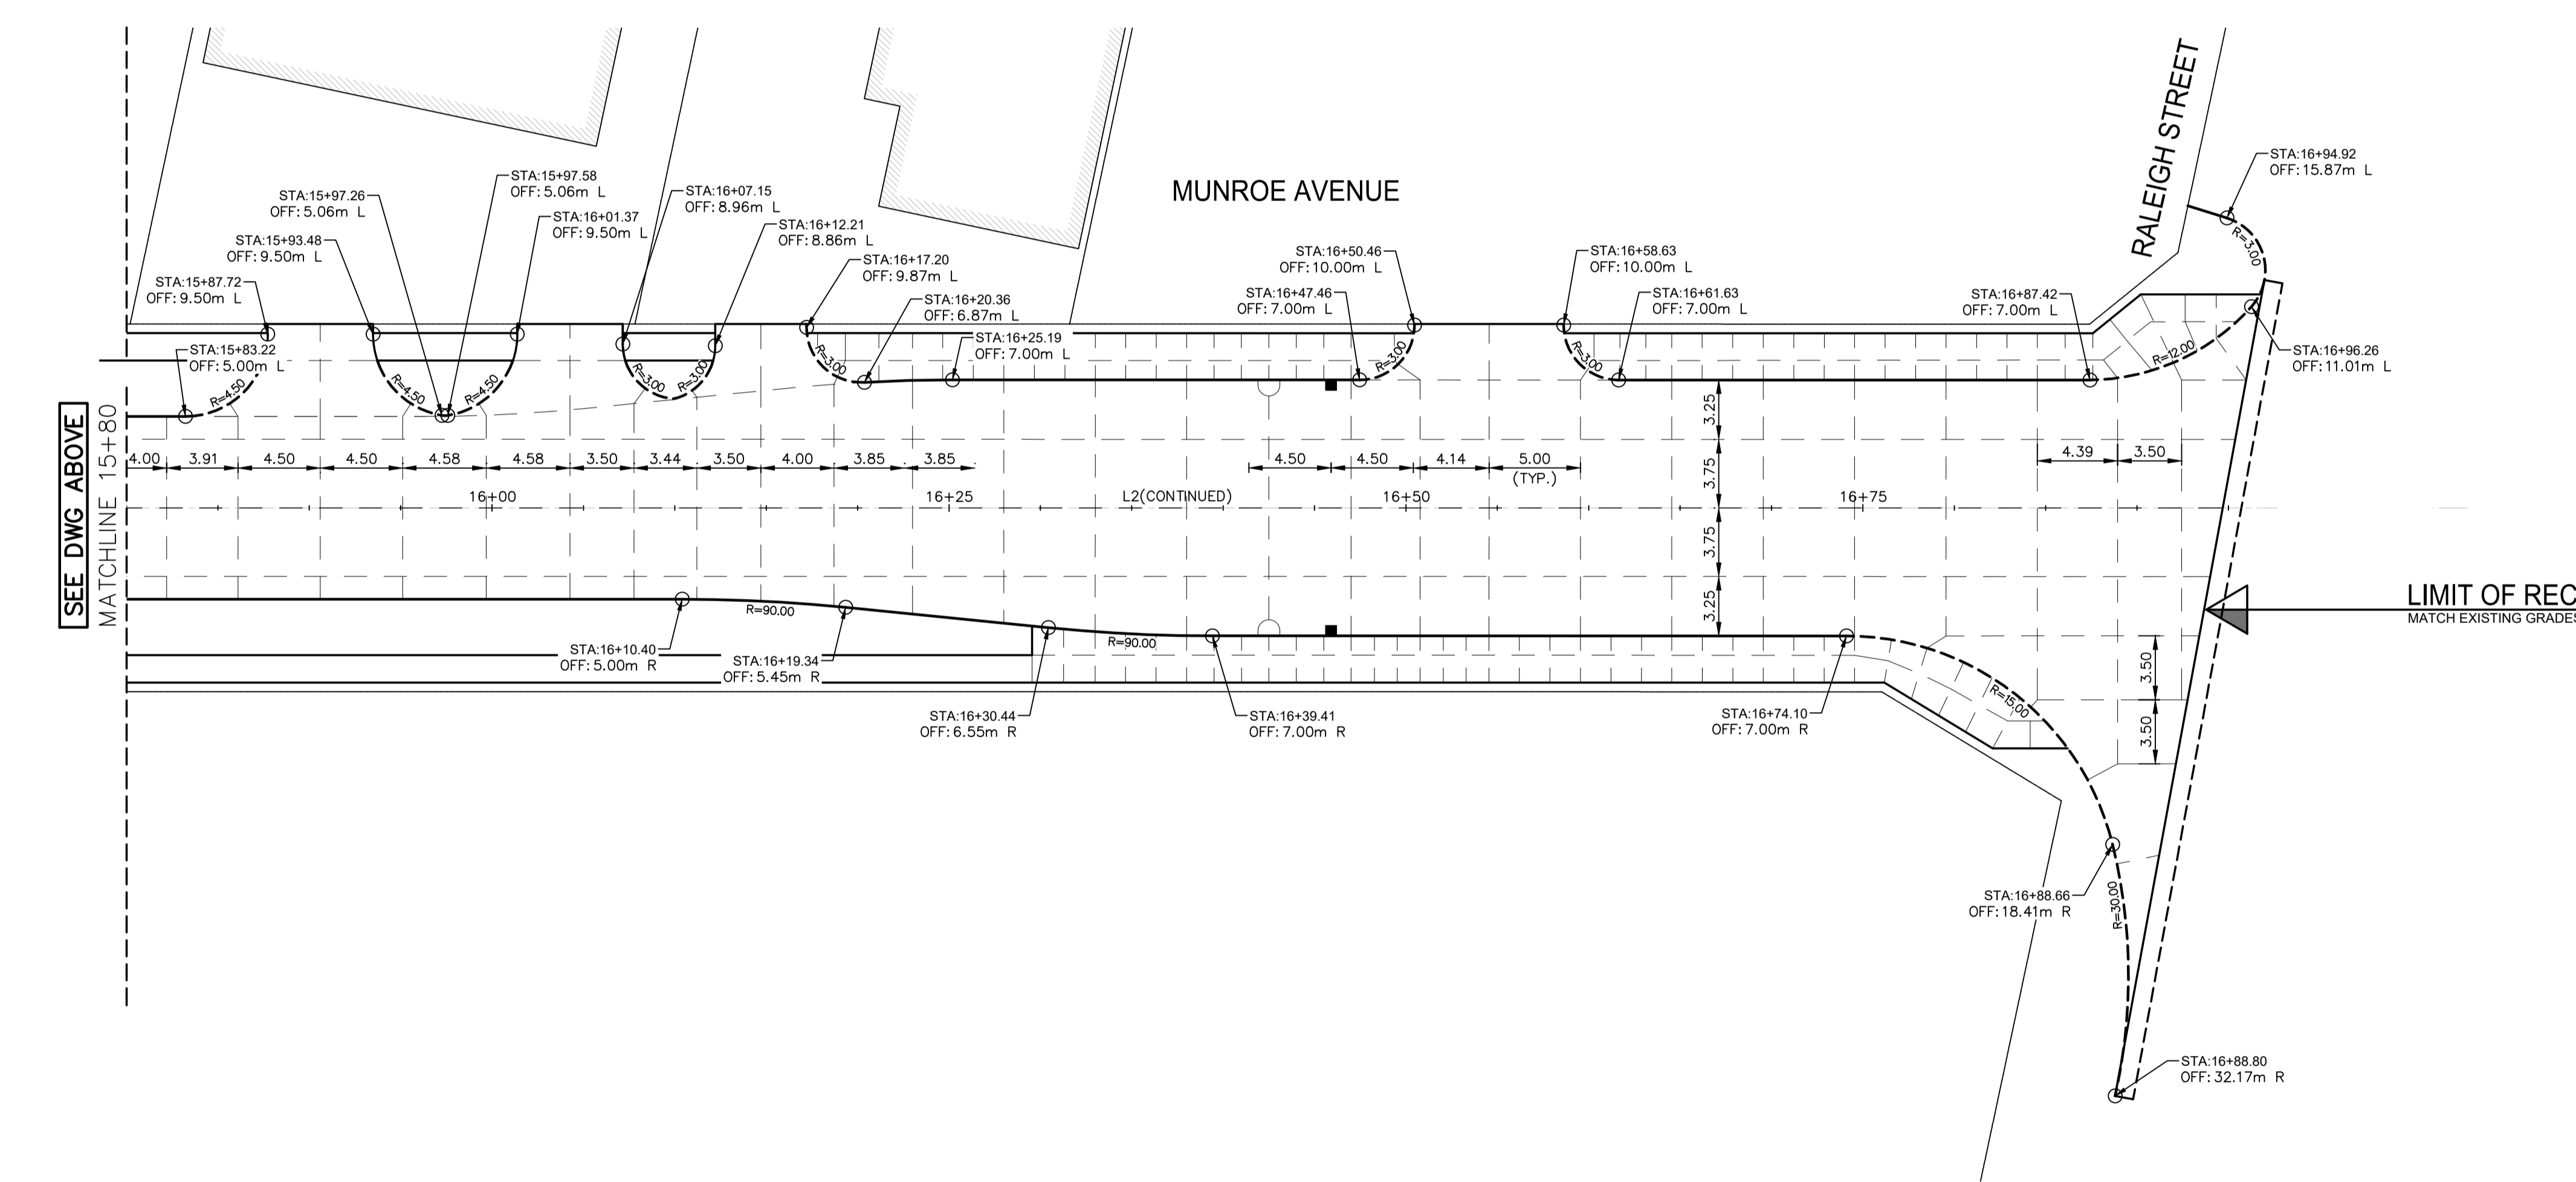 MUNROE AVENUE
RALEIGH STREET
STA:16+94.92
OFF:15.87m L
R=3.00
STA:15+97.58
OFF:5.06m L
STA:15+97.26
OFF:5.06m L
STA:16+01.37
OFF:9.50m L
STA:16+07.15
OFF:8.96m L
STA:16+12.21
OFF:8.86m L
STA:15+93.48
OFF:9.50m L
STA:15+87.72
OFF:9.50m L
STA:16+17.20
OFF:9.87m L
STA:16+20.36
OFF:6.87m L
STA:16+25.19
OFF:7.00m L
STA:16+50.46
OFF:10.00m L
STA:16+47.46
OFF:7.00m L
STA:16+58.63
OFF:10.00m L
STA:16+61.63
OFF:7.00m L
STA:16+87.42
OFF:7.00m L
STA:16+96.26
OFF:11.01m L
STA:15+83.22
OFF:5.00m L
R=4.50
R=4.50
R=4.50
R=3.00
R=3.00
R=3.00
R=3.00
R=3.00
R=12.00
SEE DWG ABOVE
MATCHLINE 15+80
4.00 3.91 4.50 4.50 4.58 4.58 3.50 3.44 3.50 4.00 3.85 3.85
4.50 4.50 4.14 5.00
(TYP.)
4.39 3.50
3.25
3.75
3.75
3.25
16+00 16+25 L2(CONTINUED) 16+50 16+75
LIMIT OF REC
MATCH EXISTING GRADES
R=90.00
R=90.00
STA:16+10.40
OFF:5.00m R
STA:16+19.34
OFF:5.45m R
STA:16+30.44
OFF:6.55m R
STA:16+39.41
OFF:7.00m R
STA:16+74.10
OFF:7.00m R
R=15.00
3.50
3.50
STA:16+88.66
OFF:18.41m R
R=30.00
STA:16+88.80
OFF:32.17m R